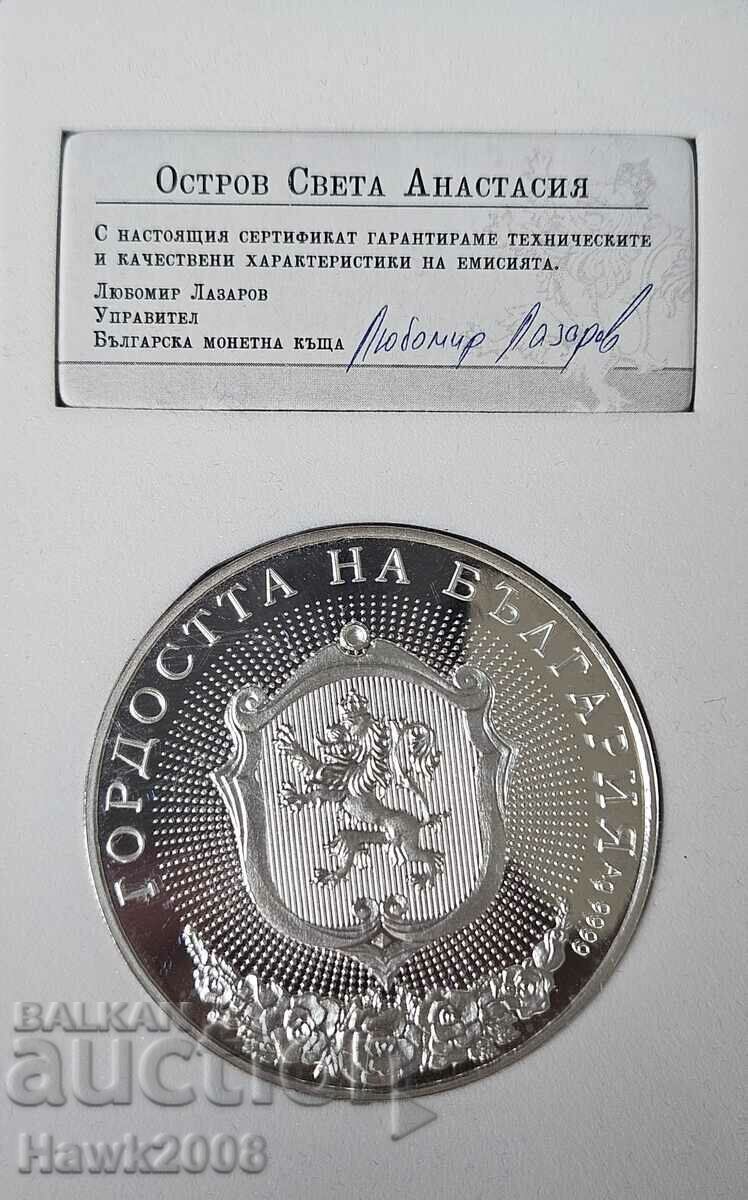 Остров Света Анастасия
С настоящия сертификат гарантираме техническите
и качествени характеристики на емисията.
Любомир Лазаров
Управител
Българска монетна къща Любомир Лазаров
ГОРДОСТТА НА БЪЛГАРИЯ Ag 9999
BALKAN
auction
Hawk2008